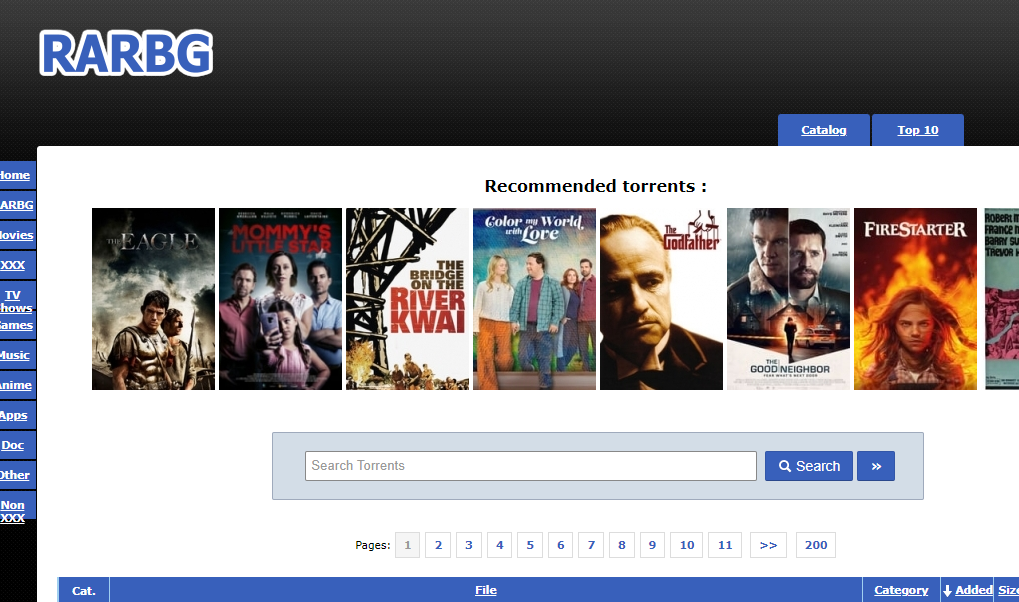 RARBG
Catalog
Top 10
Home
RARBG
Movies
XXX
TV
Shows
Games
Music
Anime
Apps
Doc
Other
Non
XXX
Recommended torrents :
THE EAGLE
MOMMY'S
LITTLE STAR
THE
BRIDGE
ON THE
RIVER
KWAI
Color my World
with Love
The
Godfather
THE
GOOD NEIGHBOR
FIRESTARTER
Search Torrents
Search
»
Pages: 1 2 3 4 5 6 7 8 9 10 11 >> 200
Cat. File Category Added Size